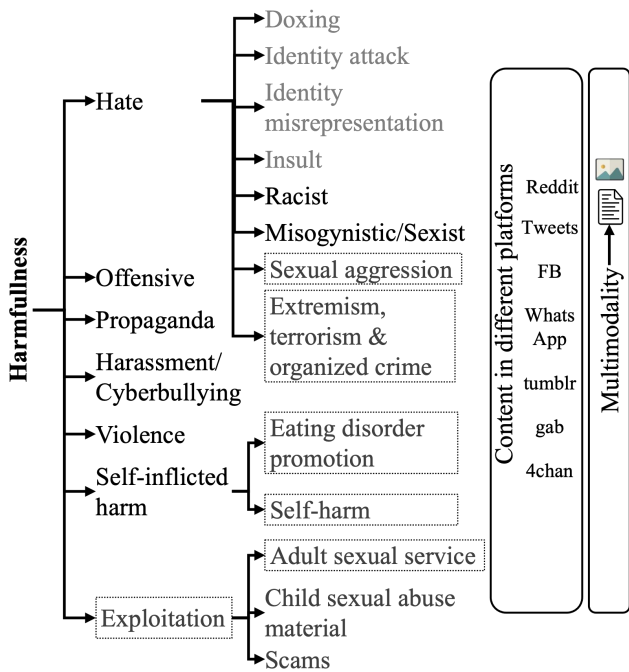 Harmfullness
Hate
Doxing
Identity attack
Identity
misrepresentation
Insult
Racist
Misogynistic/Sexist
Sexual aggression
Extremism,
terrorism &
organized crime
Offensive
Propaganda
Harassment/
Cyberbullying
Violence
Self-inflicted
harm
Eating disorder
promotion
Self-harm
Exploitation
Adult sexual service
Child sexual abuse
material
Scams
Content in different platforms
Reddit
Tweets
FB
Whats
App
tumblr
gab
4chan
Multimodality